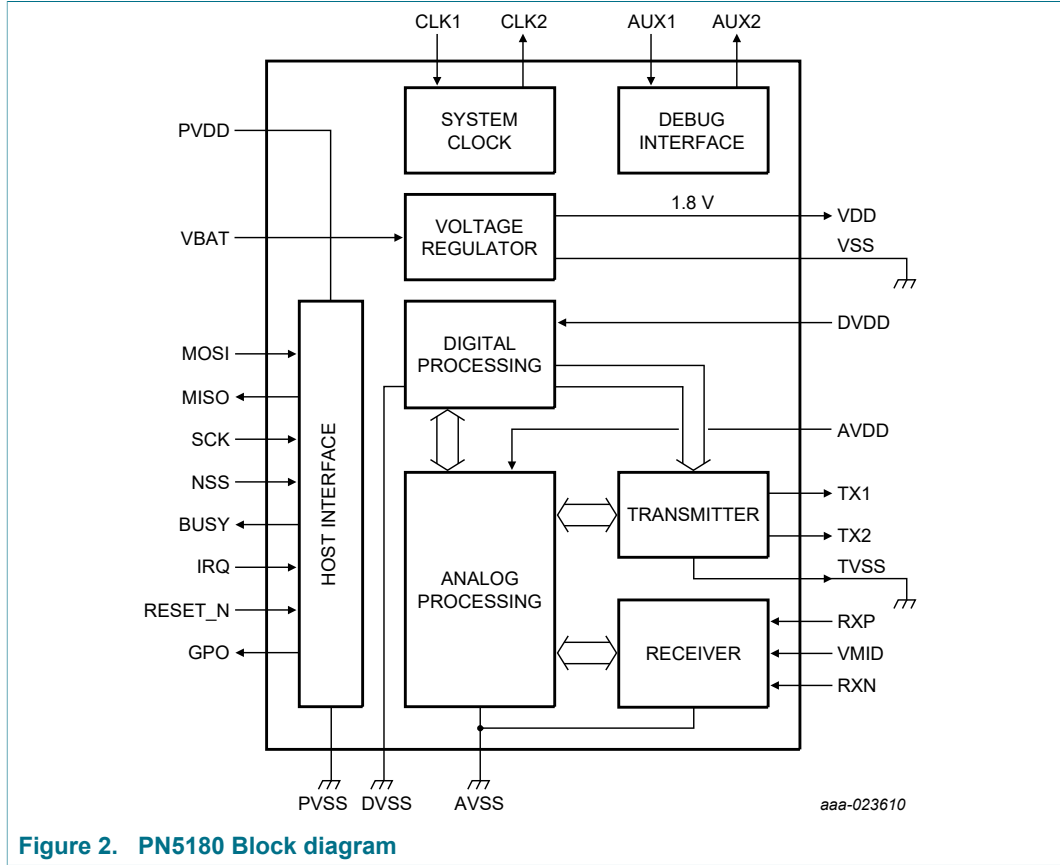 CLK1 CLK2 AUX1 AUX2
SYSTEM
CLOCK
DEBUG
INTERFACE
PVDD
1.8 V
VDD
VBAT
VOLTAGE
REGULATOR
VSS
DVDD
DIGITAL
PROCESSING
MOSI
MISO
SCK
NSS
BUSY
IRQ
RESET_N
GPO
HOST INTERFACE
AVDD
ANALOG
PROCESSING
TRANSMITTER
TX1
TX2
TVSS
RECEIVER
RXP
VMID
RXN
PVSS DVSS AVSS
aaa-023610
Figure 2. PN5180 Block diagram